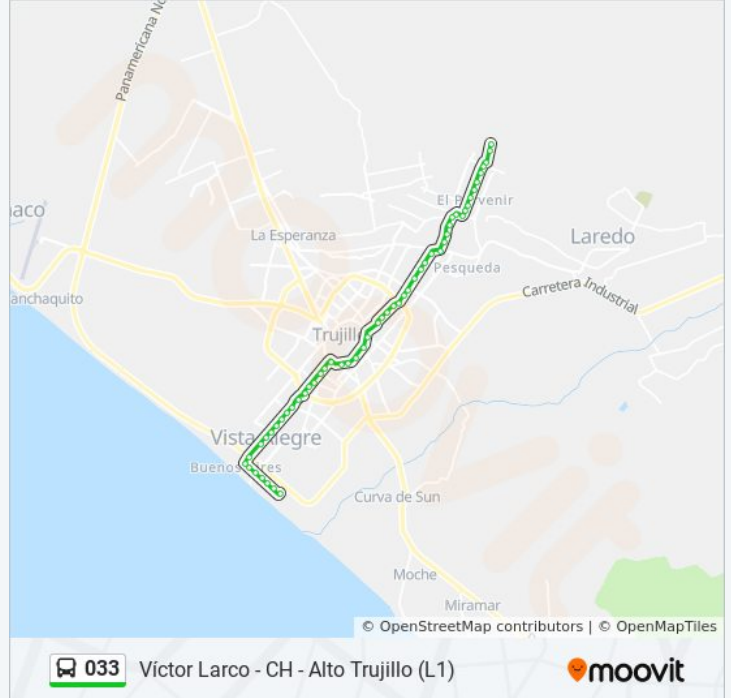 Panamericana No
El Porvenir
La Esperanza
Laredo
aco
Pesqueda
anchaquito
Carretera Industrial
Trujillo
Vista Alegre
Buenos Aires
Curva de Sun
Moche
Miramar
© OpenStreetMap contributors | © OpenMapTiles
033 Víctor Larco - CH - Alto Trujillo (L1) moovit